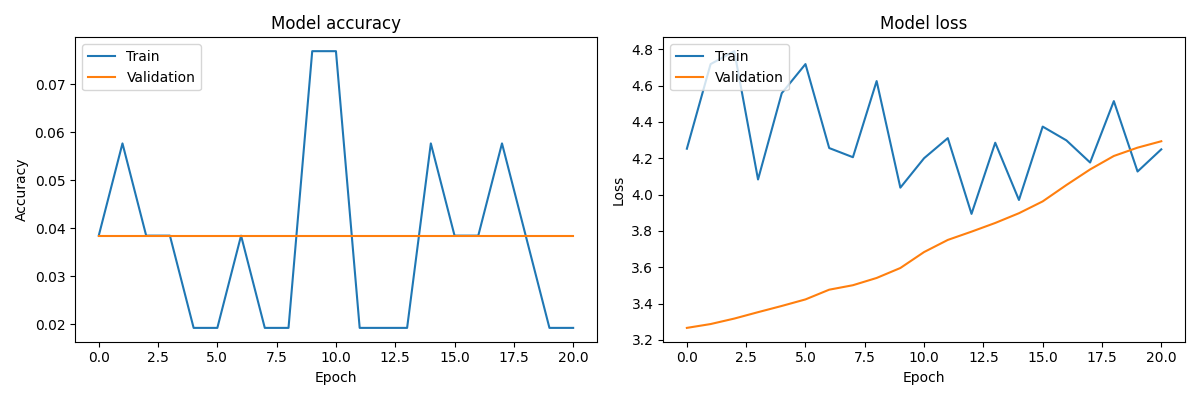 Model accuracy
Train
Validation
0.07
0.06
0.05
0.04
0.03
0.02
Accuracy
0.0 2.5 5.0 7.5 10.0 12.5 15.0 17.5 20.0
Epoch
Model loss
Train
Validation
4.8
4.6
4.4
4.2
4.0
3.8
3.6
3.4
3.2
Loss
0.0 2.5 5.0 7.5 10.0 12.5 15.0 17.5 20.0
Epoch